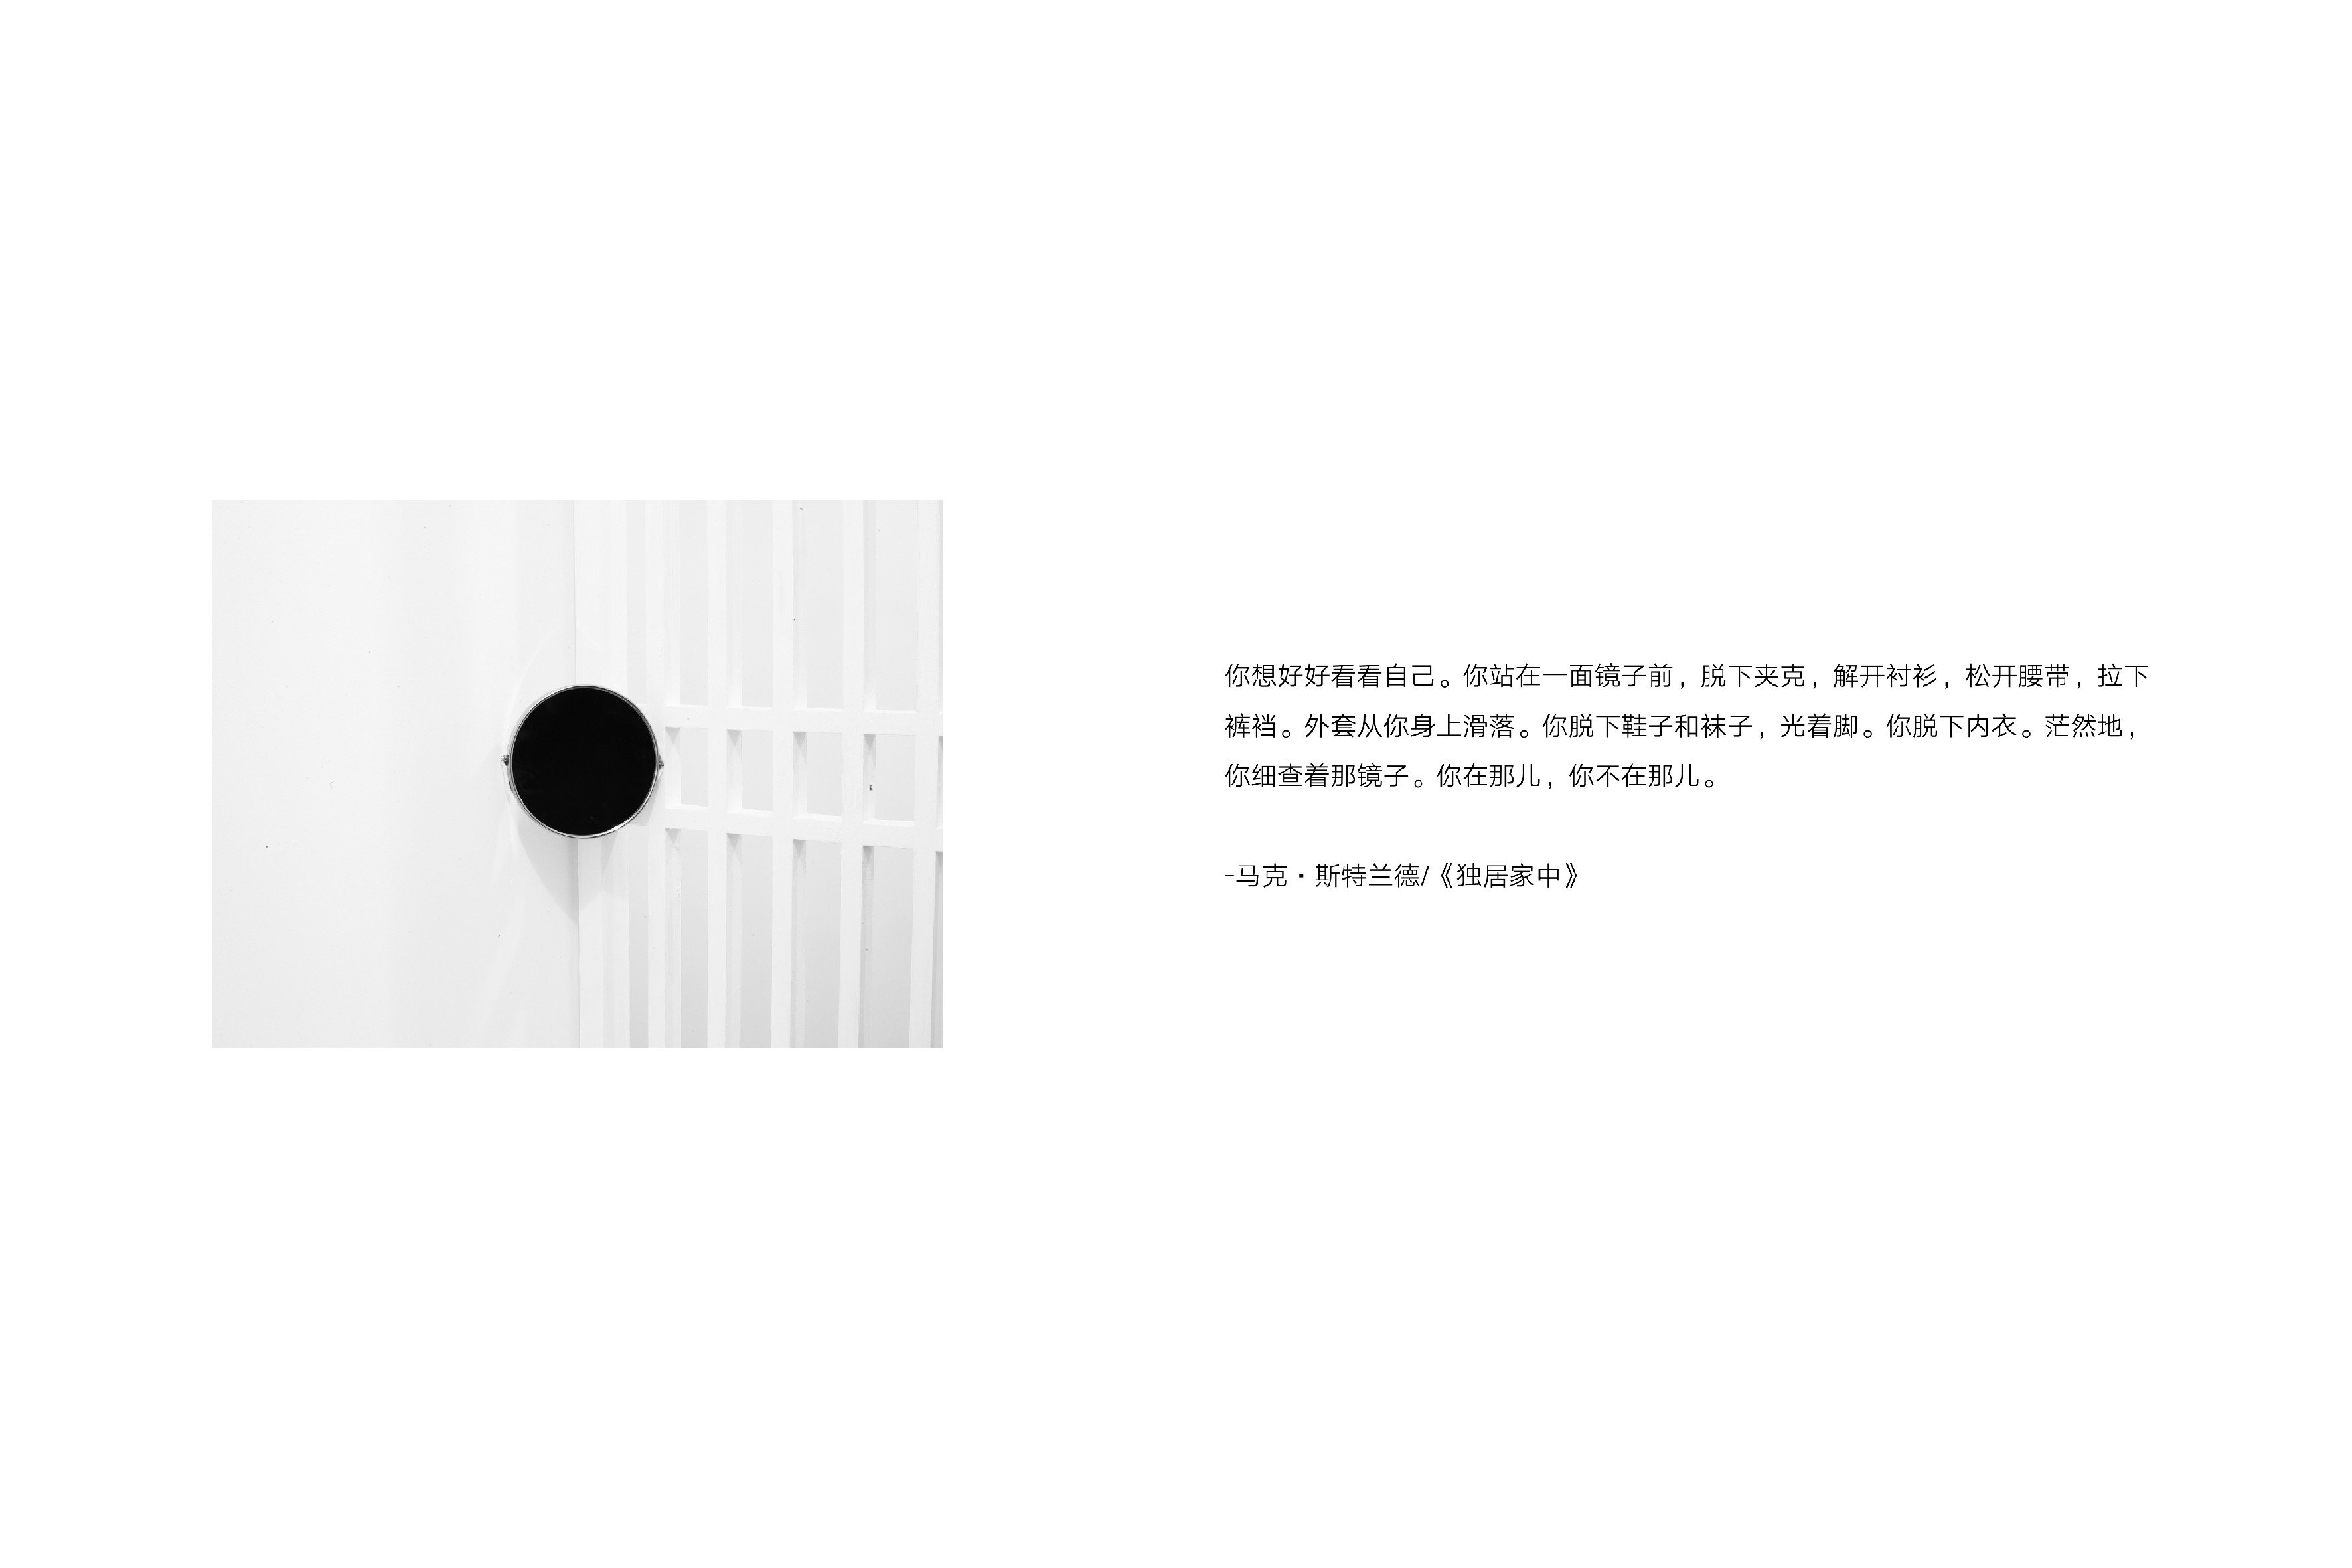 你想好好看看自己。你站在一面镜子前，脱下夹克，解开衬衫，松开腰带，拉下
裤裆。外套从你身上滑落。你脱下鞋子和袜子，光着脚。你脱下内衣。茫然地，
你细查着那镜子。你在那儿，你不在那儿。
-马克·斯特兰德/《独居家中》